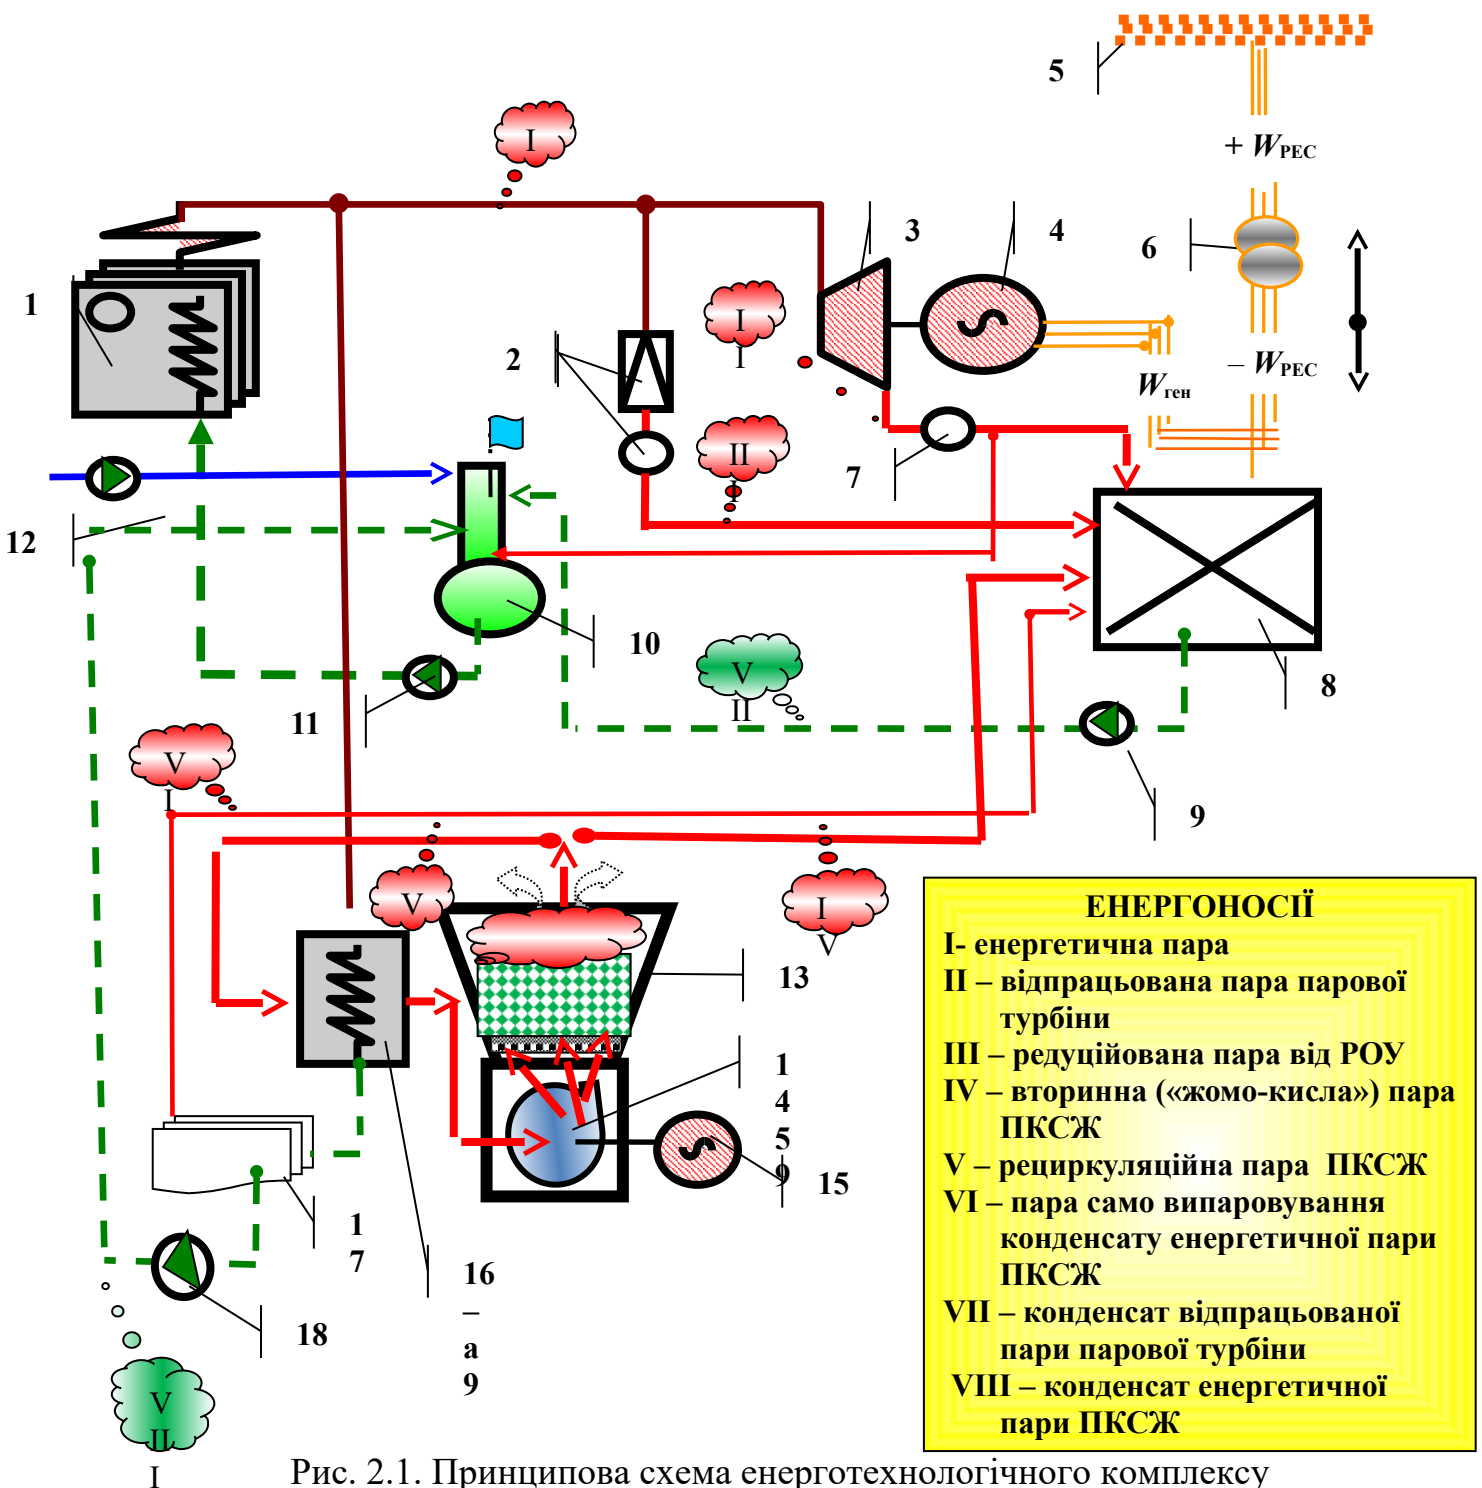 5
+ WРЕС
I
3
4
6
1
I
I
2
– WРЕС
Wген
II
I
7
12
10
V
II
8
11
V
I
9
V
I
V
13
ЕНЕРГОНОСІЇ
I- енергетична пара
II – відпрацьована пара парової
турбіни
III – редуційована пара від РОУ
IV – вторинна («жомо-кисла») пара
ПКСЖ
V – рециркуляційна пара ПКСЖ
VI – пара само випаровування
конденсату енергетичної пари
ПКСЖ
VII – конденсат відпрацьованої
пари парової турбіни
VIII – конденсат енергетичної
пари ПКСЖ
1
4
5
9
15
1
7
16
–
а
9
18
V
II
I
Рис. 2.1. Принципова схема енерготехнологічного комплексу